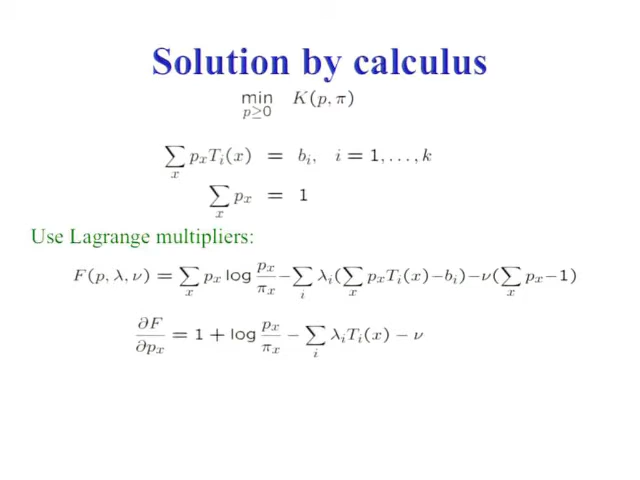 Solution by calculus
min K(p, π)
p≥0
∑ₓ pₓTᵢ(x) = bᵢ, i = 1, . . . , k
∑ₓ pₓ = 1
Use Lagrange multipliers:
F(p, λ, ν) = ∑ₓ pₓ log pₓ/πₓ − ∑ᵢ λᵢ(∑ₓ pₓTᵢ(x)−bᵢ)−ν(∑ₓ pₓ−1)
∂F/∂pₓ = 1 + log pₓ/πₓ − ∑ᵢ λᵢTᵢ(x) − ν